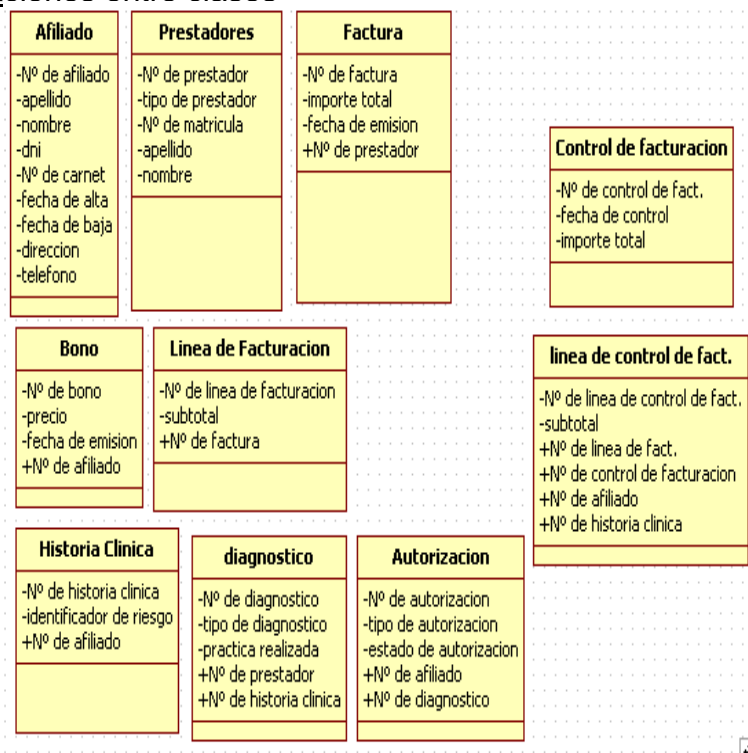 ciones entre clases
Afiliado
-Nº de afiliado
-apellido
-nombre
-dni
-Nº de carnet
-fecha de alta
-fecha de baja
-direccion
-telefono
Prestadores
-Nº de prestador
-tipo de prestador
-Nº de matricula
-apellido
-nombre
Factura
-Nº de factura
-importe total
-fecha de emision
+Nº de prestador
Control de facturacion
-Nº de control de fact.
-fecha de control
-importe total
Bono
-Nº de bono
-precio
-fecha de emision
+Nº de afiliado
Linea de Facturacion
-Nº de linea de facturacion
-subtotal
+Nº de factura
linea de control de fact.
-Nº de linea de control de fact.
-subtotal
+Nº de linea de fact.
+Nº de control de facturacion
+Nº de afiliado
+Nº de historia clinica
Historia Clinica
-Nº de historia clinica
-identificador de riesgo
+Nº de afiliado
diagnostico
-Nº de diagnostico
-tipo de diagnostico
-practica realizada
+Nº de prestador
+Nº de historia clinica
Autorizacion
-Nº de autorizacion
-tipo de autorizacion
-estado de autorizacion
+Nº de afiliado
+Nº de diagnostico